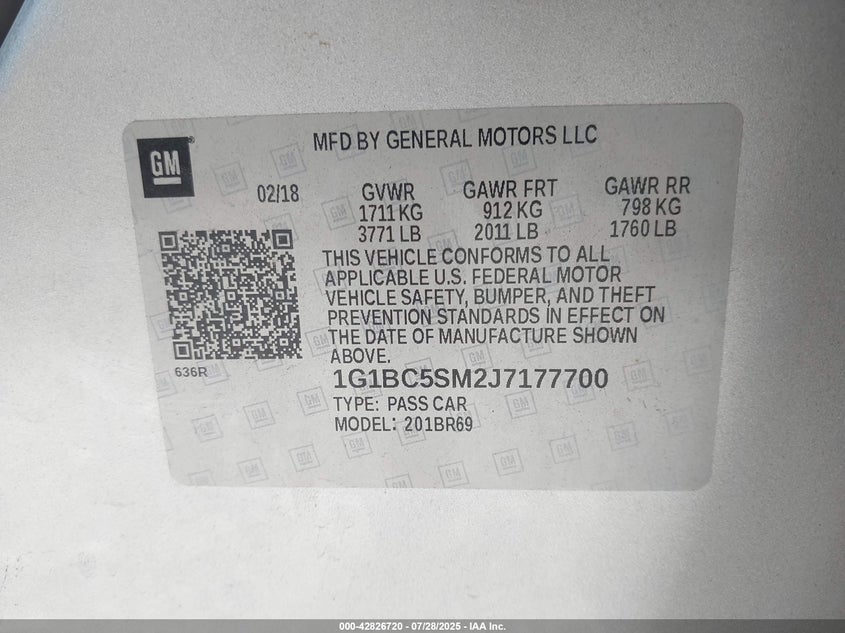 GM
MFD BY GENERAL MOTORS LLC
02/18
GVWR
1711 KG
3771 LB
GAWR FRT
912 KG
2011 LB
GAWR RR
798 KG
1760 LB
THIS VEHICLE CONFORMS TO ALL
APPLICABLE U.S. FEDERAL MOTOR
VEHICLE SAFETY, BUMPER, AND THEFT
PREVENTION STANDARDS IN EFFECT ON
THE DATE OF MANUFACTURE SHOWN
ABOVE.
636R
1G1BC5SM2J7177700
TYPE: PASS CAR
MODEL: 201BR69
000-42826720 - 07/28/2025 - IAA Inc.